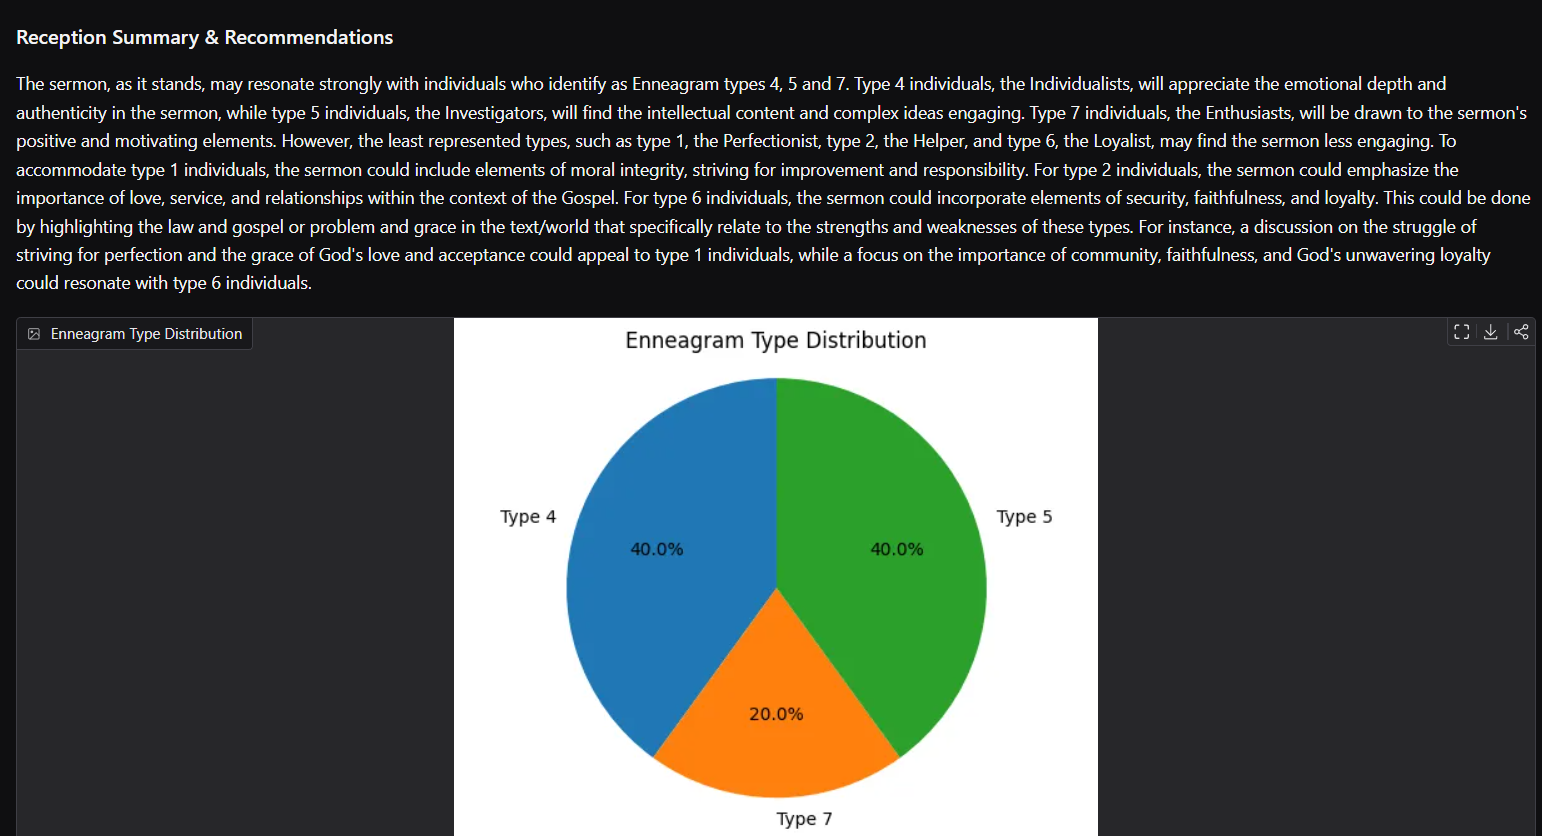 Reception Summary & Recommendations
The sermon, as it stands, may resonate strongly with individuals who identify as Enneagram types 4, 5 and 7. Type 4 individuals, the Individualists, will appreciate the emotional depth and
authenticity in the sermon, while type 5 individuals, the Investigators, will find the intellectual content and complex ideas engaging. Type 7 individuals, the Enthusiasts, will be drawn to the sermon's
positive and motivating elements. However, the least represented types, such as type 1, the Perfectionist, type 2, the Helper, and type 6, the Loyalist, may find the sermon less engaging. To
accommodate type 1 individuals, the sermon could include elements of moral integrity, striving for improvement and responsibility. For type 2 individuals, the sermon could emphasize the
importance of love, service, and relationships within the context of the Gospel. For type 6 individuals, the sermon could incorporate elements of security, faithfulness, and loyalty. This could be done
by highlighting the law and gospel or problem and grace in the text/world that specifically relate to the strengths and weaknesses of these types. For instance, a discussion on the struggle of
striving for perfection and the grace of God's love and acceptance could appeal to type 1 individuals, while a focus on the importance of community, faithfulness, and God's unwavering loyalty
could resonate with type 6 individuals.
Enneagram Type Distribution
Enneagram Type Distribution
Type 4
Type 5
40.0%
40.0%
20.0%
Type 7